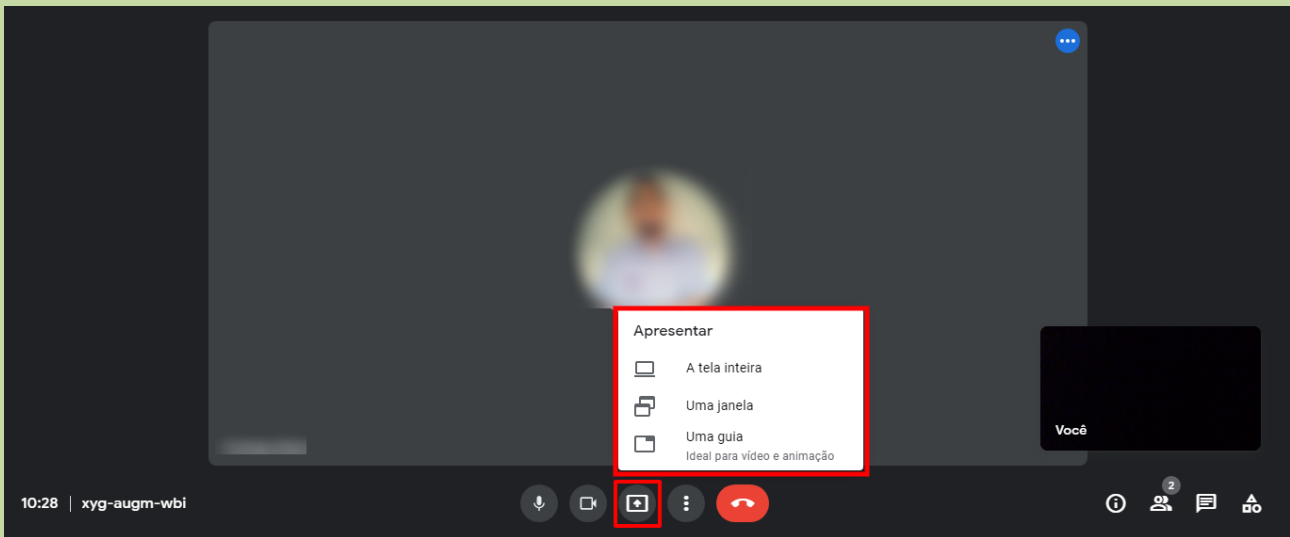 Apresentar
A tela inteira
Uma janela
Uma guia
Ideal para vídeo e animação
Você
10:28 | xyg-augm-wbi
2